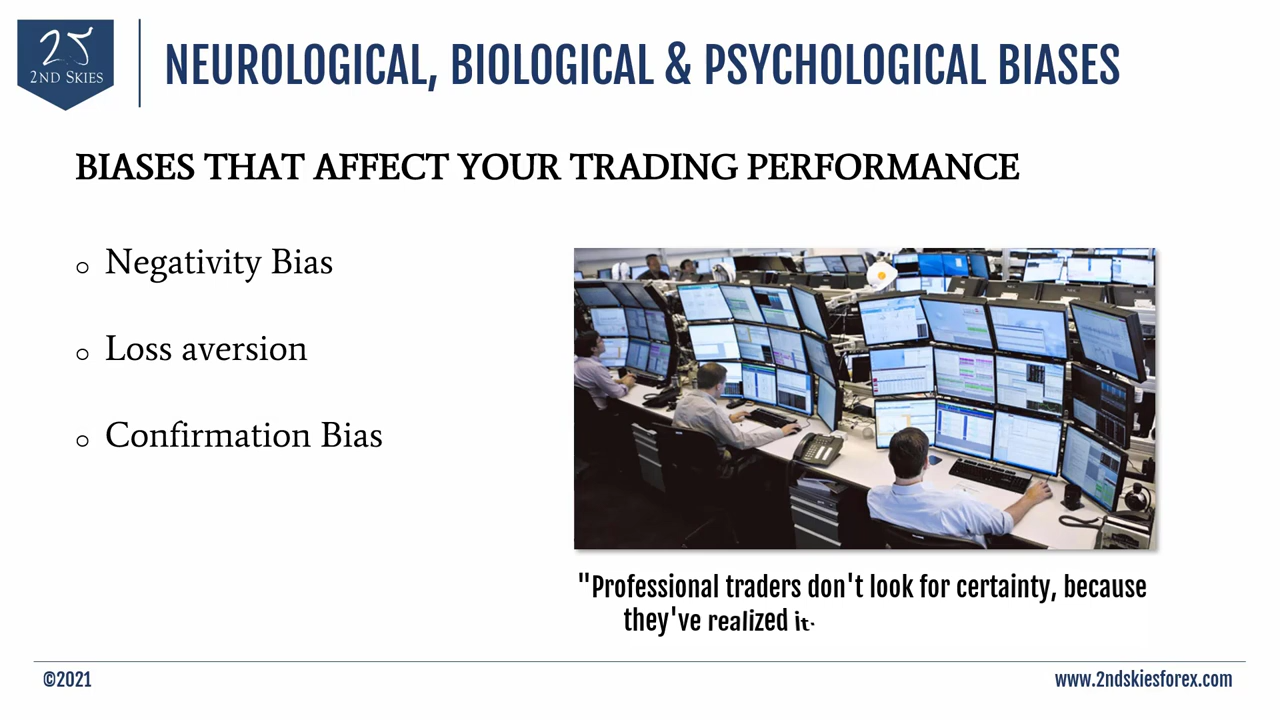 25
2ND SKIES
NEUROLOGICAL, BIOLOGICAL & PSYCHOLOGICAL BIASES
BIASES THAT AFFECT YOUR TRADING PERFORMANCE
Negativity Bias
Loss aversion
Confirmation Bias
"Professional traders don't look for certainty, because
they've realized
©2021
www.2ndskiesforex.com